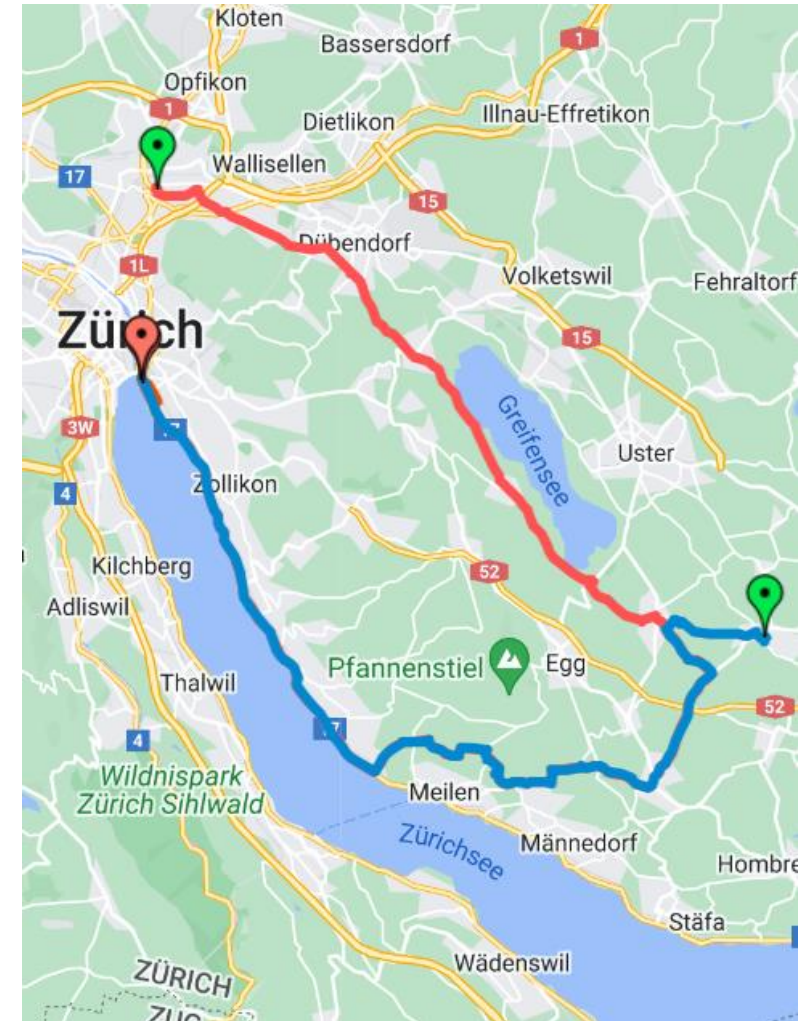 Kloten
Bassersdorf
1
Opfikon
1
Illnau-Effretikon
Dietlikon
Wallisellen
17
15
Dübendorf
1L
Volketswil
Fehraltorf
Zürich
15
3W
Greifensee
Uster
4
Zollikon
Kilchberg
52
Adliswil
Pfannenstiel
Egg
Thalwil
52
4
Wildnispark
Zürich Sihlwald
Meilen
Zürichsee
Männedorf
Hombre
Stäfa
Wädenswil
ZÜRICH